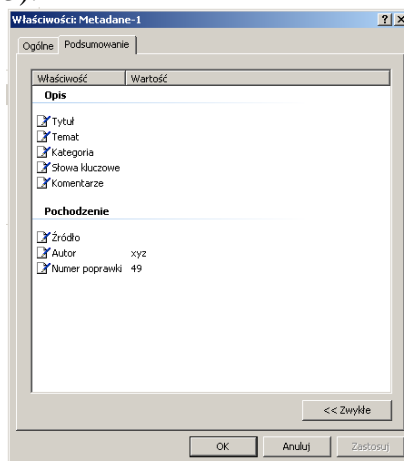 Właściwości: Metadane-1
Ogólne Podsumowanie
Właściwość Wartość
Opis
Tytuł
Temat
Kategoria
Słowa kluczowe
Komentarze
Pochodzenie
Źródło
Autor xyz
Numer poprawki 49
<< Zwykłe
OK Anuluj Zastosuj